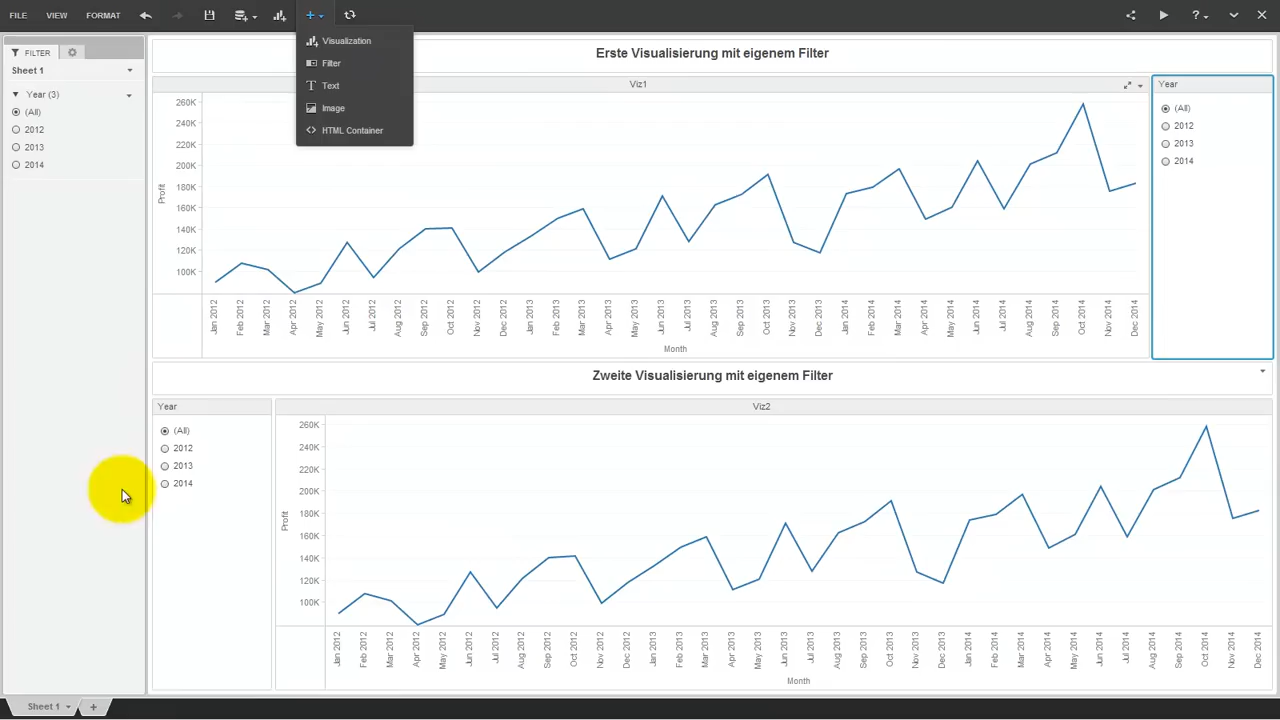 FILE VIEW FORMAT
Visualization
Filter
Text
Image
HTML Container
?
FILTER
Sheet 1
Year (3)
(All)
2012
2013
2014
Erste Visualisierung mit eigenem Filter
Viz1
260K
240K
220K
200K
180K
160K
140K
120K
100K
Profit
Jan 2012 Feb 2012 Mar 2012 Apr 2012 May 2012 Jun 2012 Jul 2012 Aug 2012 Sep 2012 Oct 2012 Nov 2012 Dec 2012 Jan 2013 Feb 2013 Mar 2013 Apr 2013 May 2013 Jun 2013 Jul 2013 Aug 2013 Sep 2013 Oct 2013 Nov 2013 Dec 2013 Jan 2014 Feb 2014 Mar 2014 Apr 2014 May 2014 Jun 2014 Jul 2014 Aug 2014 Sep 2014 Oct 2014 Nov 2014 Dec 2014
Month
Year
(All)
2012
2013
2014
Zweite Visualisierung mit eigenem Filter
Year
(All)
2012
2013
2014
Viz2
260K
240K
220K
200K
180K
160K
140K
120K
100K
Profit
Jan 2012 Feb 2012 Mar 2012 Apr 2012 May 2012 Jun 2012 Jul 2012 Aug 2012 Sep 2012 Oct 2012 Nov 2012 Dec 2012 Jan 2013 Feb 2013 Mar 2013 Apr 2013 May 2013 Jun 2013 Jul 2013 Aug 2013 Sep 2013 Oct 2013 Nov 2013 Dec 2013 Jan 2014 Feb 2014 Mar 2014 Apr 2014 May 2014 Jun 2014 Jul 2014 Aug 2014 Sep 2014 Oct 2014 Nov 2014 Dec 2014
Month
Sheet 1